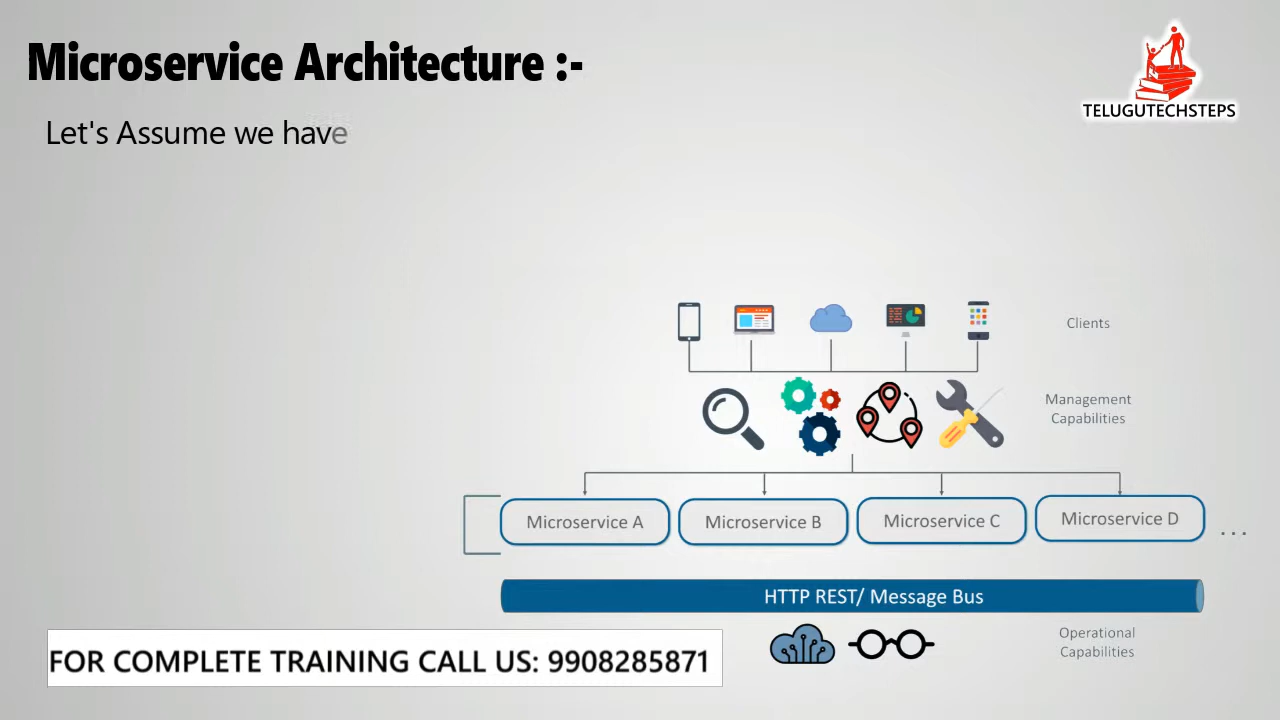 Microservice Architecture :-
TELUGUTECHSTEPS
Let's Assume we have
Clients
Management
Capabilities
Microservice A
Microservice B
Microservice C
Microservice D
...
HTTP REST/ Message Bus
Operational
Capabilities
FOR COMPLETE TRAINING CALL US: 9908285871